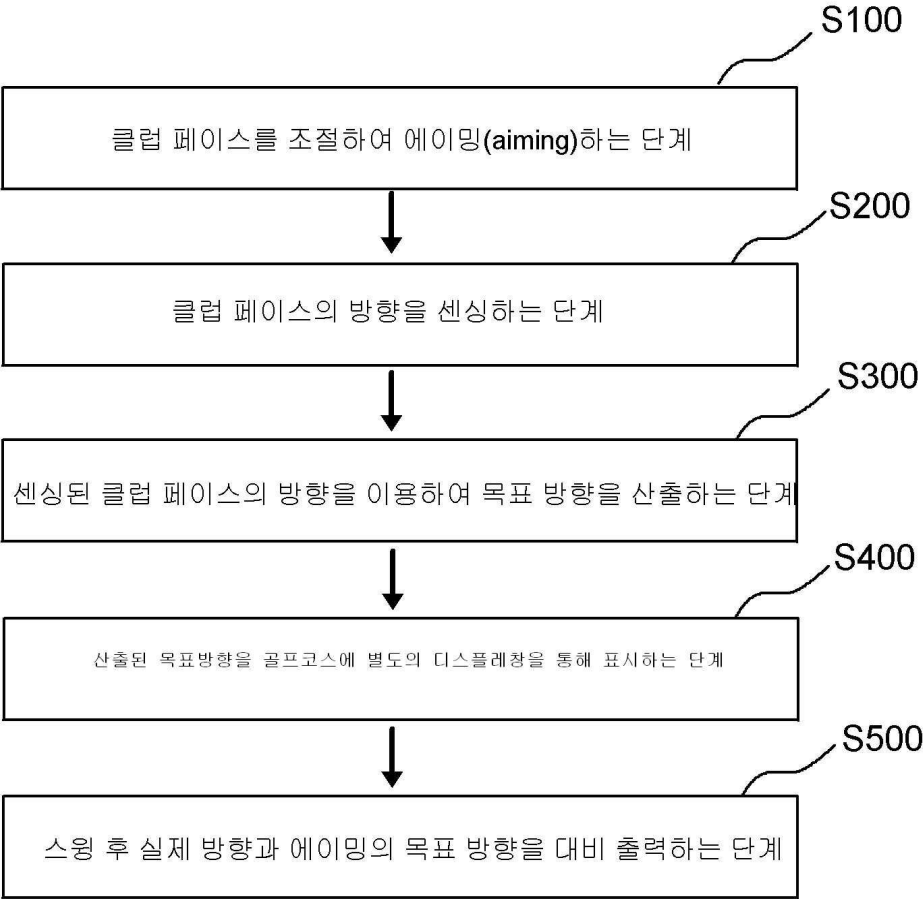 S100
클럽 페이스를 조절하여 에이밍(aiming)하는 단계
S200
클럽 페이스의 방향을 센싱하는 단계
S300
센싱된 클럽 페이스의 방향을 이용하여 목표 방향을 산출하는 단계
S400
산출된 목표방향을 골프코스에 별도의 디스플레창을 통해 표시하는 단계
S500
스윙 후 실제 방향과 에이밍의 목표 방향을 대비 출력하는 단계